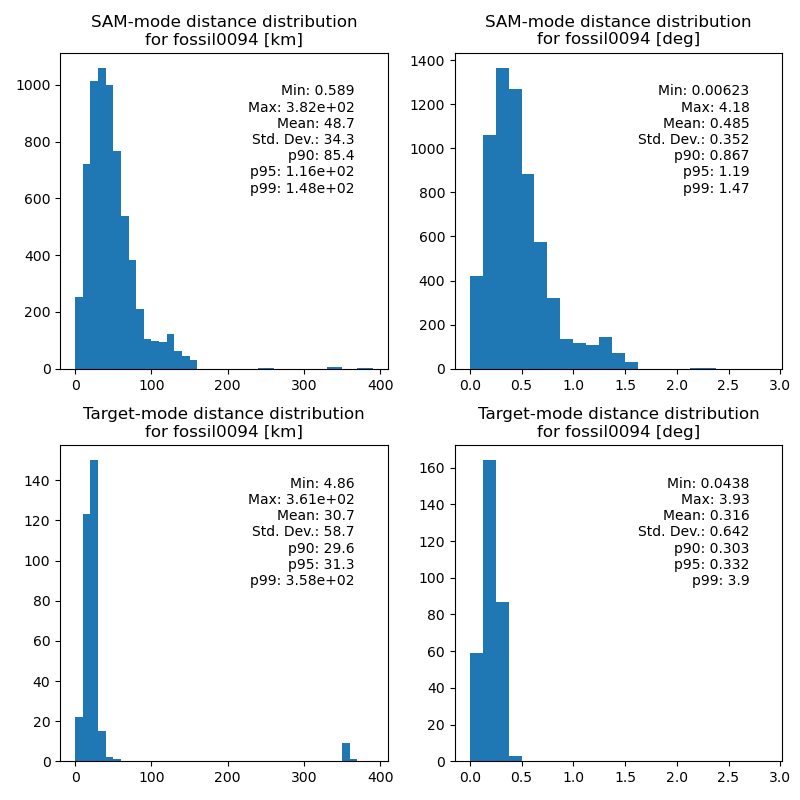 SAM-mode distance distribution
for fossil0094 [km]
Min: 0.589
Max: 3.82e+02
Mean: 48.7
Std. Dev.: 34.3
p90: 85.4
p95: 1.16e+02
p99: 1.48e+02
1000
800
600
400
200
0
0
100
200
300
400
SAM-mode distance distribution
for fossil0094 [deg]
Min: 0.00623
Max: 4.18
Mean: 0.485
Std. Dev.: 0.352
p90: 0.867
p95: 1.19
p99: 1.47
1400
1200
1000
800
600
400
200
0
0.0
0.5
1.0
1.5
2.0
2.5
3.0
Target-mode distance distribution
for fossil0094 [km]
Min: 4.86
Max: 3.61e+02
Mean: 30.7
Std. Dev.: 58.7
p90: 29.6
p95: 31.3
p99: 3.58e+02
140
120
100
80
60
40
20
0
0
100
200
300
400
Target-mode distance distribution
for fossil0094 [deg]
Min: 0.0438
Max: 3.93
Mean: 0.316
Std. Dev.: 0.642
p90: 0.303
p95: 0.332
p99: 3.9
160
140
120
100
80
60
40
20
0
0.0
0.5
1.0
1.5
2.0
2.5
3.0